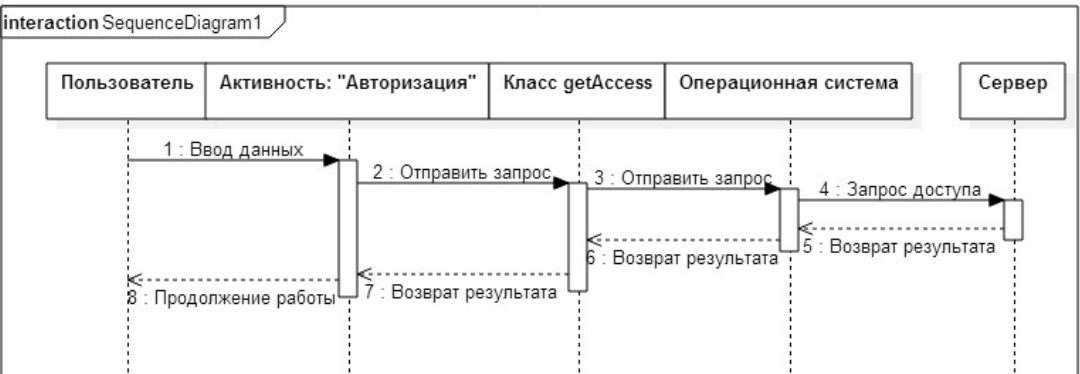 interaction SequenceDiagram1
Пользователь
Активность: "Авторизация"
Класс getAccess
Операционная система
Сервер
1 : Ввод данных
2 : Отправить запрос
3 : Отправить запрос
4 : Запрос доступа
5 : Возврат результата
6 : Возврат результата
7 : Возврат результата
8 : Продолжение работы